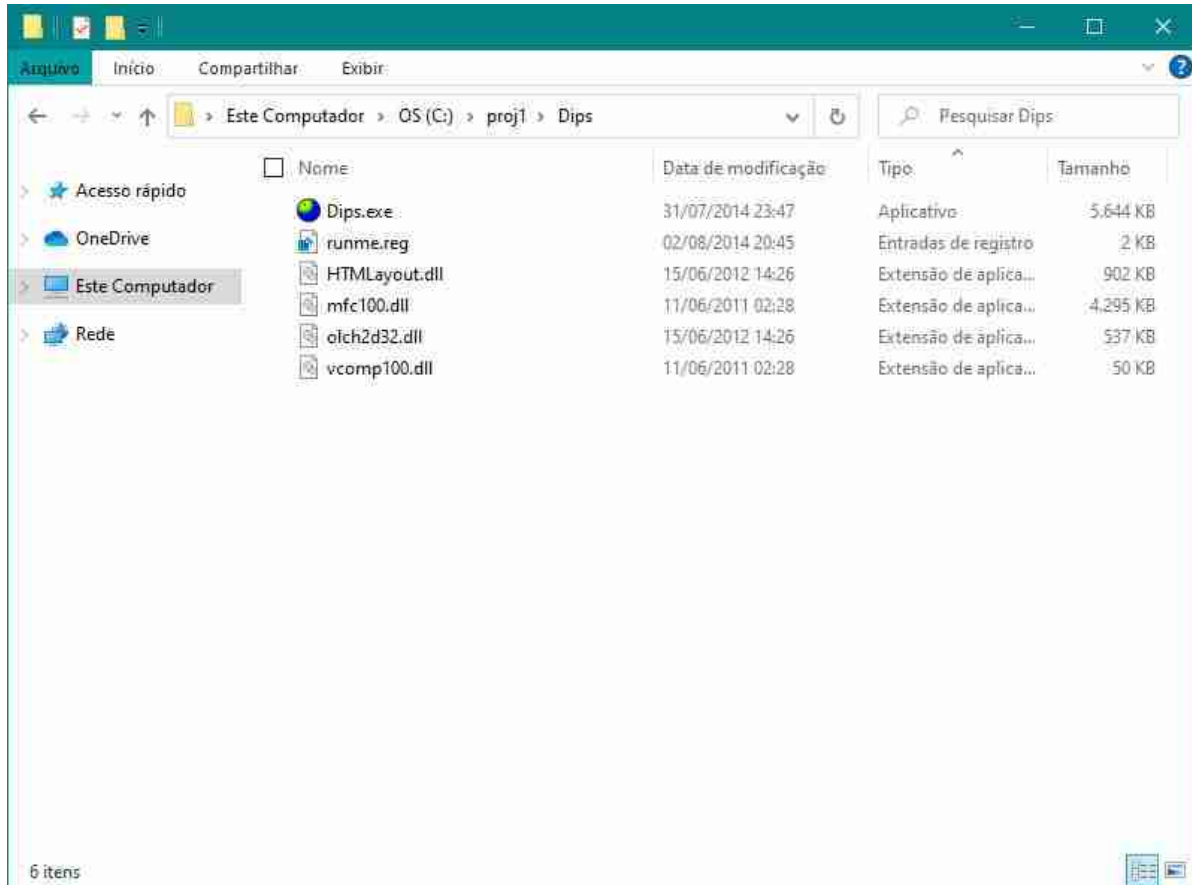 Arquivo Início Compartilhar Exibir
Este Computador › OS (C:) › proj1 › Dips Pesquisar Dips
Acesso rápido
OneDrive
Este Computador
Rede
Nome Data de modificação Tipo Tamanho
Dips.exe 31/07/2014 23:47 Aplicativo 5.644 KB
runme.reg 02/08/2014 20:45 Entradas de registro 2 KB
HTMLayout.dll 15/06/2012 14:26 Extensão de aplica... 902 KB
mfc100.dll 11/06/2011 02:28 Extensão de aplica... 4.295 KB
olch2d32.dll 15/06/2012 14:26 Extensão de aplica... 537 KB
vcomp100.dll 11/06/2011 02:28 Extensão de aplica... 50 KB
6 itens